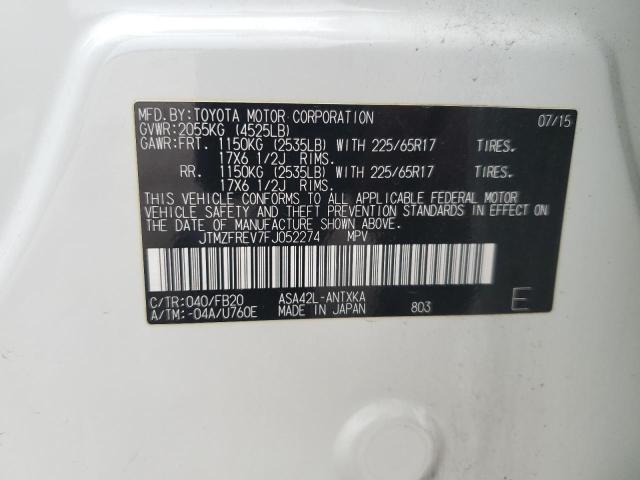 MFD.BY:TOYOTA MOTOR CORPORATION 07/15
GVWR:2055KG (4525LB)
GAWR:FRT. 1150KG (2535LB) WITH 225/65R17 TIRES.
17X6 1/2J RIMS.
RR. 1150KG (2535LB) WITH 225/65R17 TIRES.
17X6 1/2J RIMS.
THIS VEHICLE CONFORMS TO ALL APPLICABLE FEDERAL MOTOR
VEHICLE SAFETY AND THEFT PREVENTION STANDARDS IN EFFECT ON
THE DATE OF MANUFACTURE SHOWN ABOVE.
JTMZFREV7FJ052274 MPV
C/TR:040/FB20 ASA42L-ANTXKA
A/TM:-04A/U760E MADE IN JAPAN 803 E